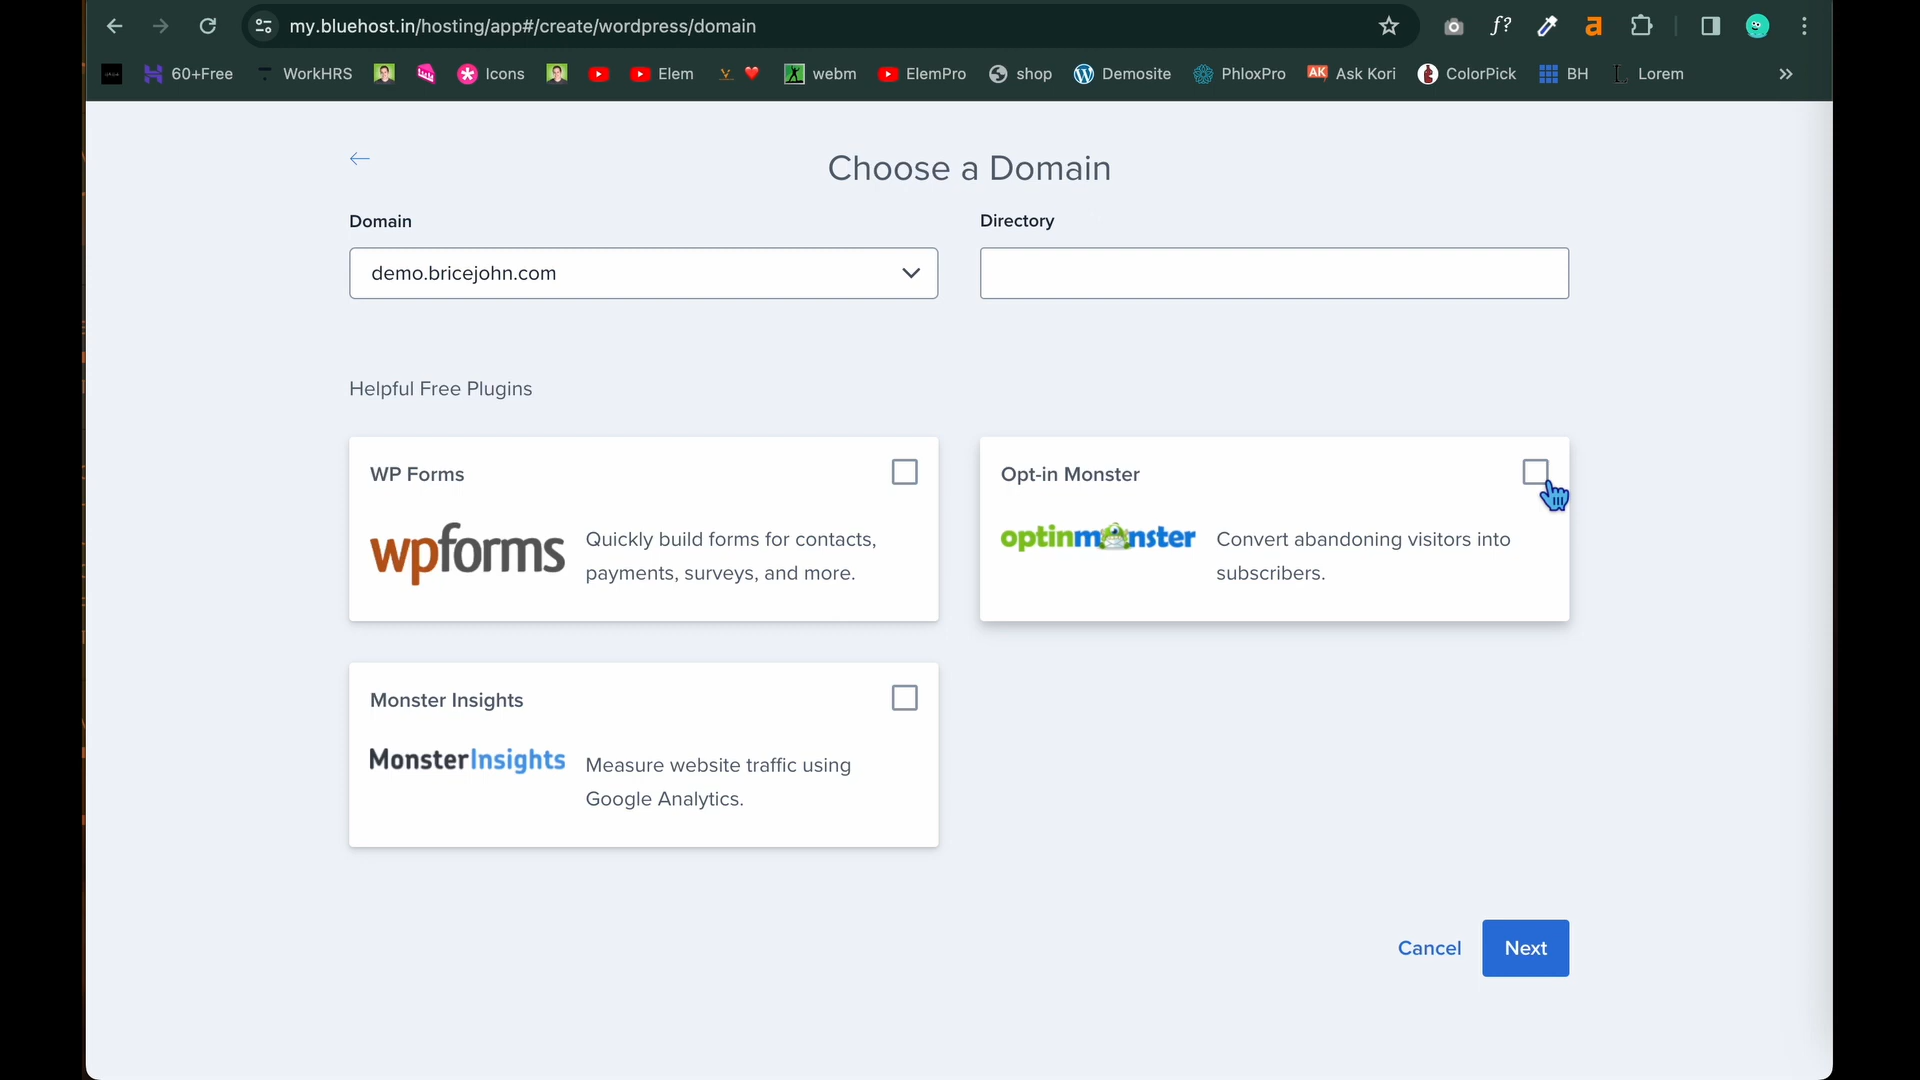 my.bluehost.in/hosting/app#/create/wordpress/domain
f?
a
60+Free
WorkHRS
Icons
Elem
webm
ElemPro
shop
Demosite
PhloxPro
AK Ask Kori
ColorPick
BH
Lorem
Choose a Domain
Domain
Directory
demo.bricejohn.com
Helpful Free Plugins
WP Forms
Opt-in Monster
wpforms
Quickly build forms for contacts,
payments, surveys, and more.
optinmonster
Convert abandoning visitors into
subscribers.
Monster Insights
MonsterInsights
Measure website traffic using
Google Analytics.
Cancel
Next